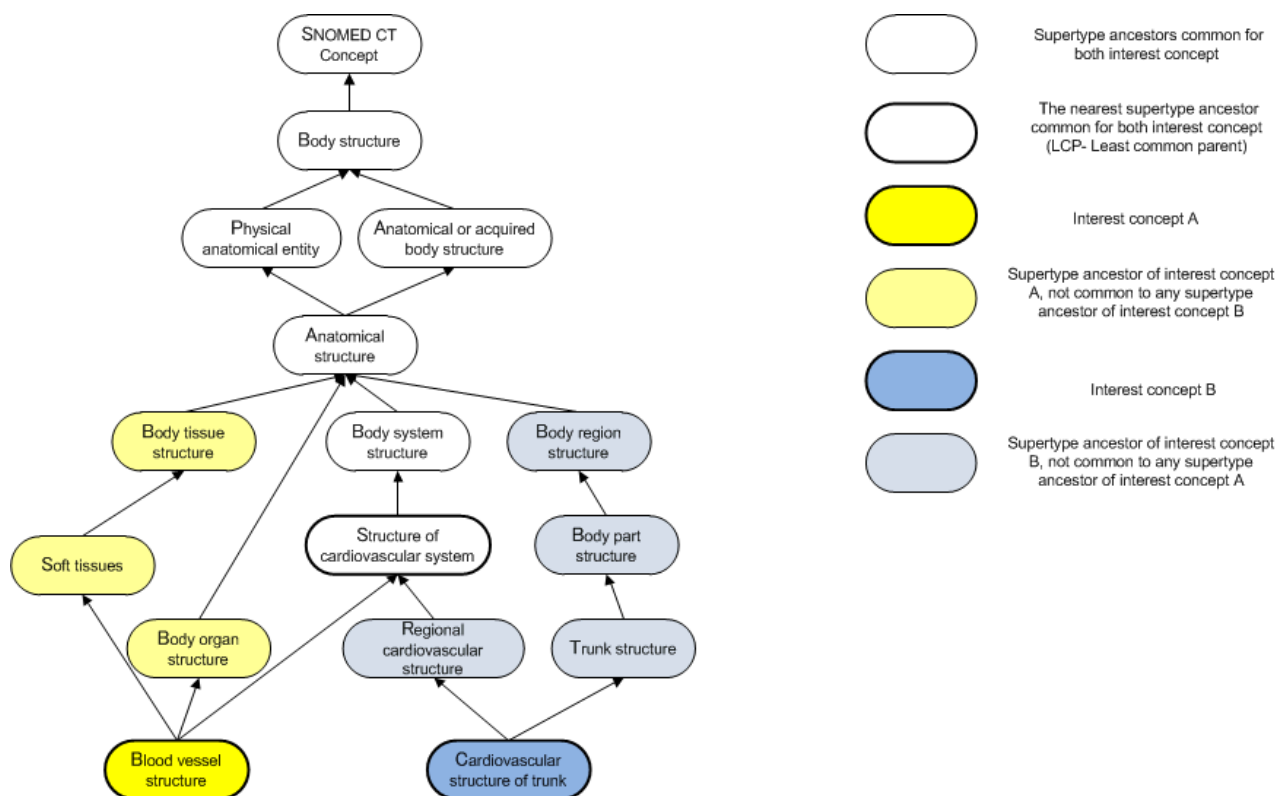 SNOMED CT
Concept
Body structure
Physical
anatomical entity
Anatomical or acquired
body structure
Anatomical
structure
Body tissue
structure
Body system
structure
Body region
structure
Soft tissues
Structure of
cardiovascular system
Body part
structure
Body organ
structure
Regional
cardiovascular
structure
Trunk structure
Blood vessel
structure
Cardiovascular
structure of trunk
Supertype ancestors common for
both interest concept
The nearest supertype ancestor
common for both interest concept
(LCP- Least common parent)
Interest concept A
Supertype ancestor of interest concept
A, not common to any supertype
ancestor of interest concept B
Interest concept B
Supertype ancestor of interest concept
B, not common to any supertype
ancestor of interest concept A